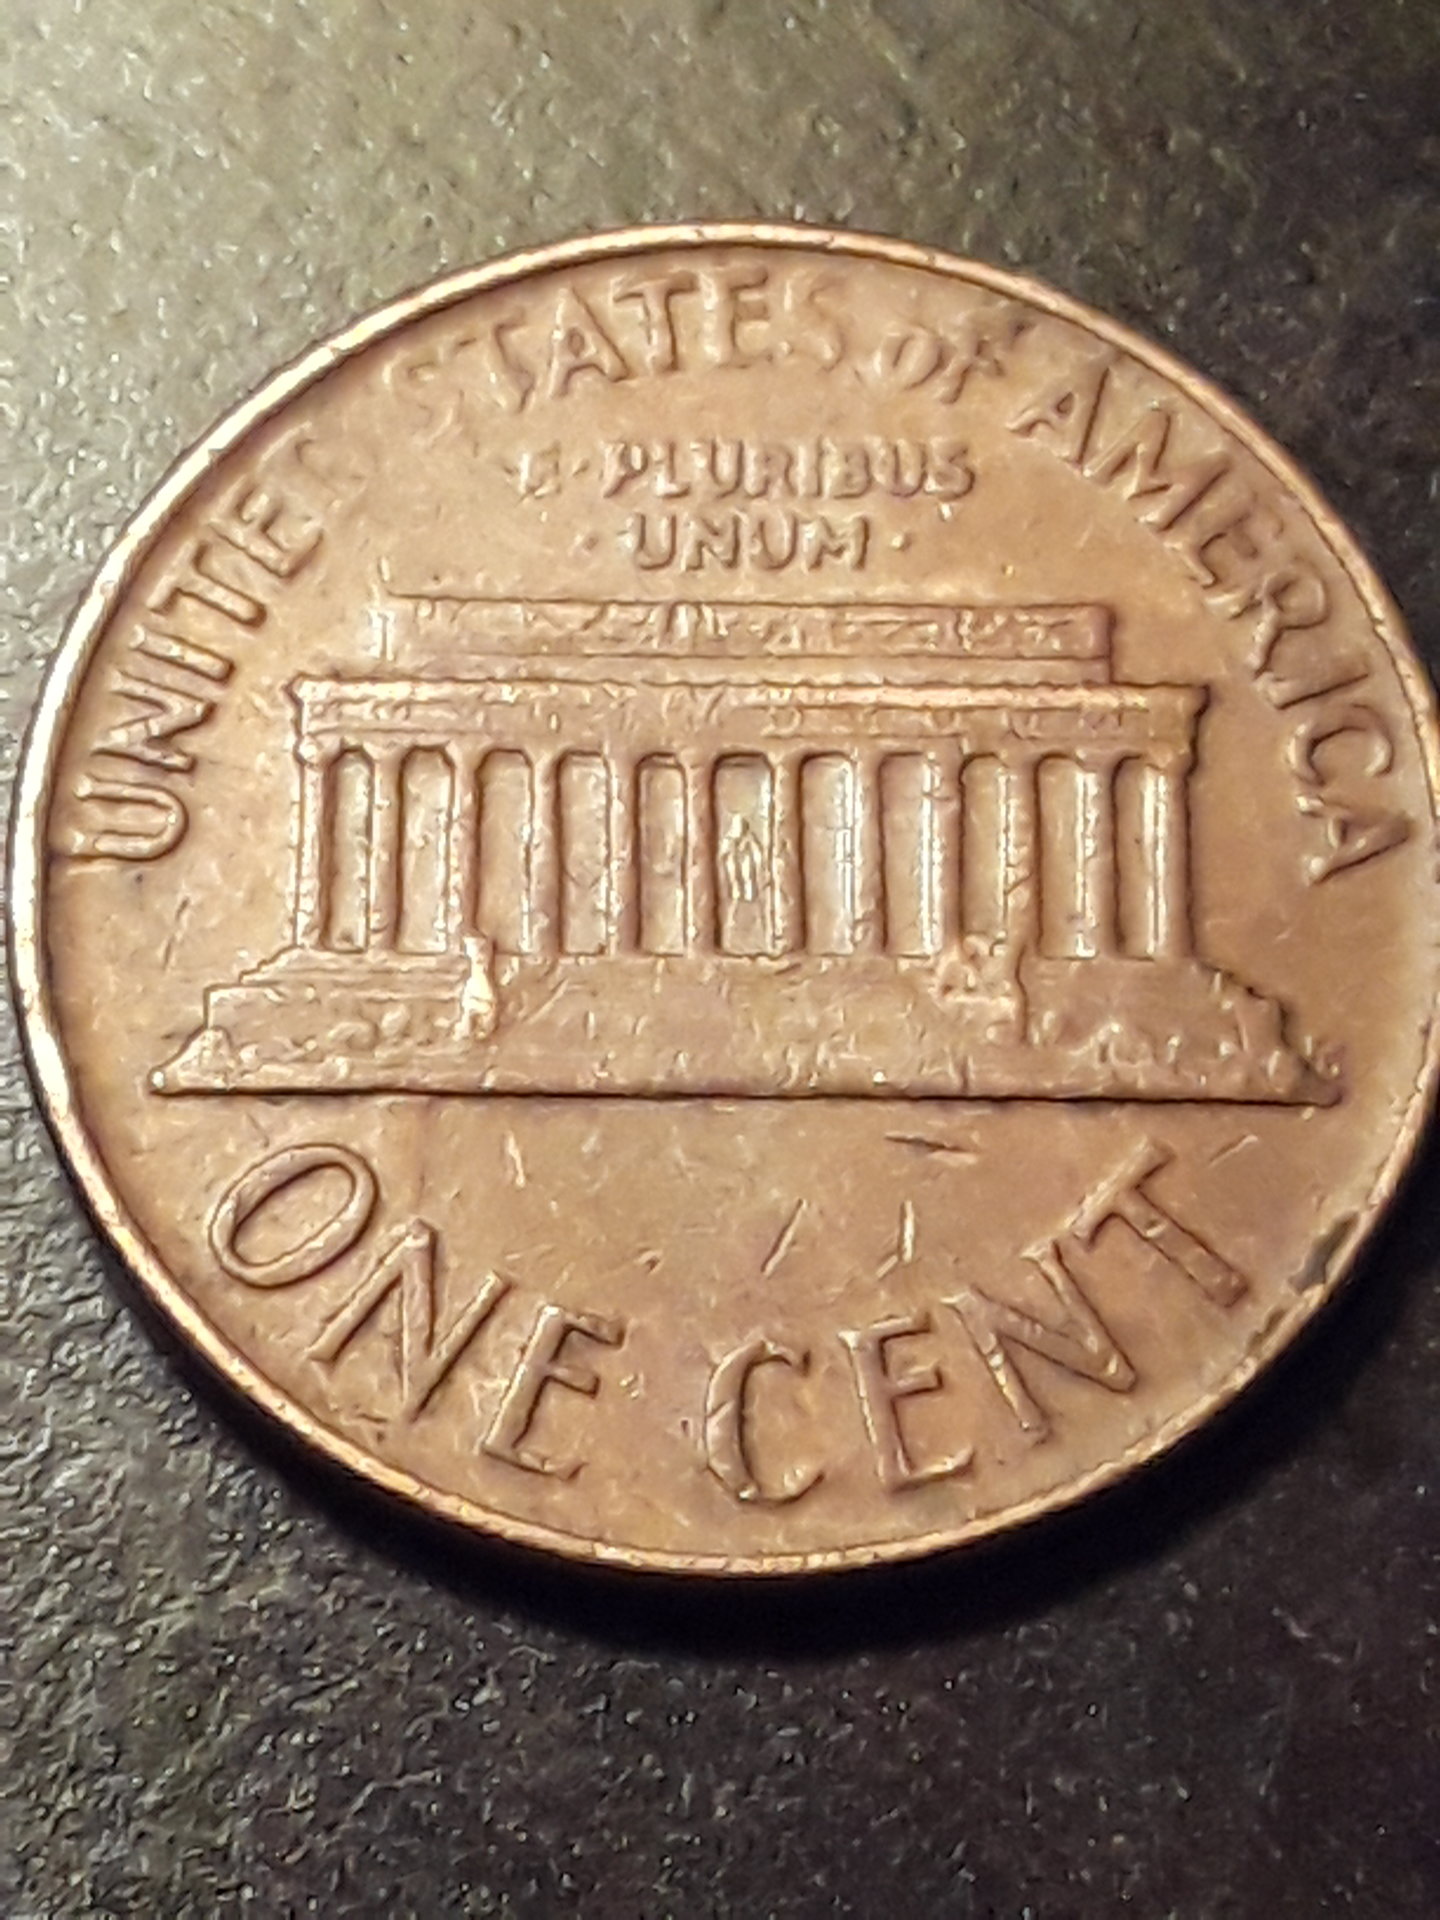 UNITED STATES OF AMERICA
E · PLURIBUS
· UNUM ·
ONE CENT